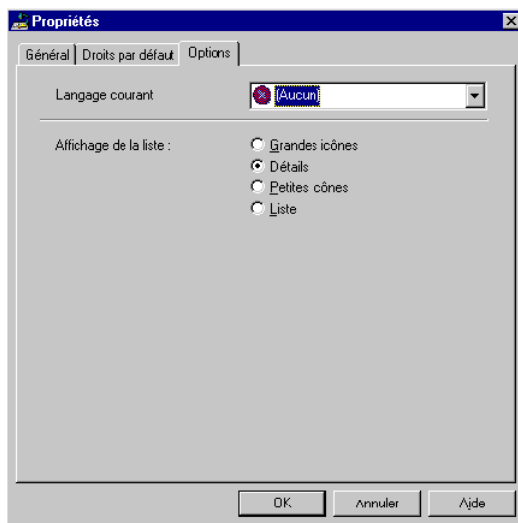 Propriétés
Général Droits par défaut Options
Langage courant (Aucun)
Affichage de la liste : Grandes icônes
Détails
Petites cônes
Liste
OK Annuler Aide